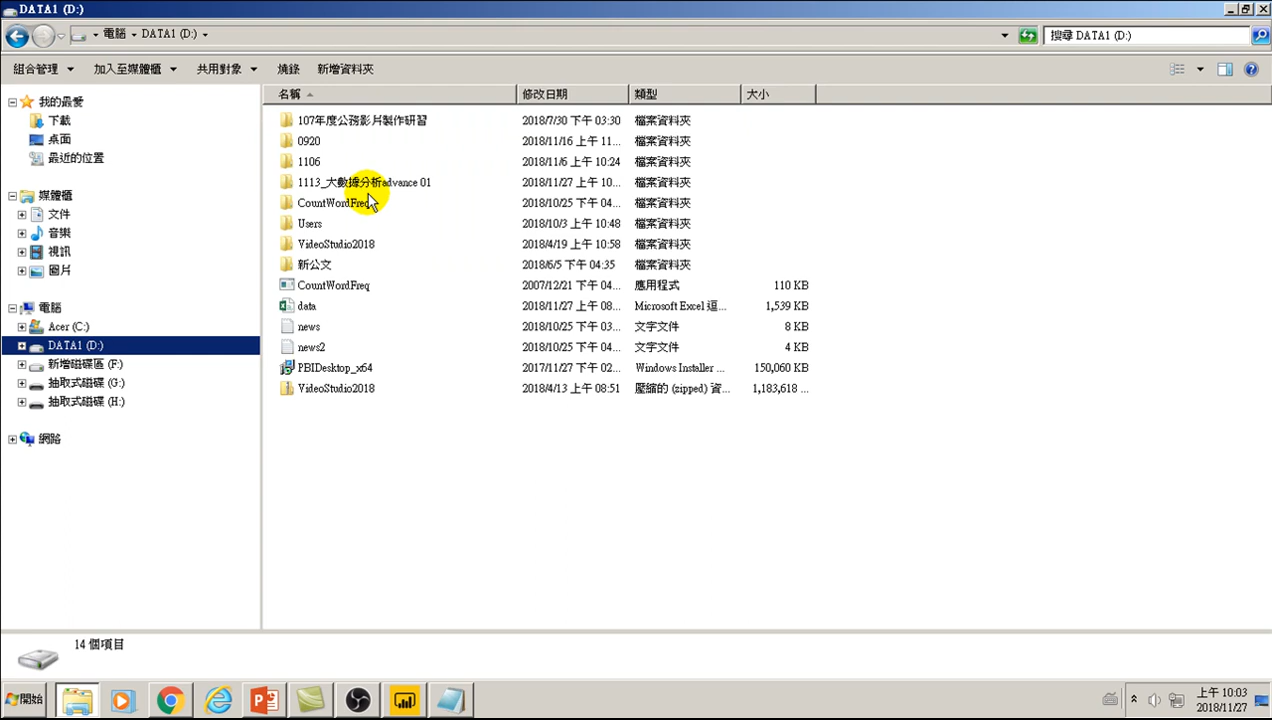 DATA1 (D:)
電腦 DATA1 (D:)
搜尋 DATA1 (D:)
組合管理 加入至媒體櫃 共用對象 燒錄 新增資料夾
名稱 修改日期 類型 大小
我的最愛
下載
桌面
最近的位置
媒體櫃
文件
音樂
視訊
圖片
電腦
Acer (C:)
DATA1 (D:)
新增磁碟區 (F:)
抽取式磁碟 (G:)
抽取式磁碟 (H:)
網路
107年度公務影片製作研習 2018/7/30 下午 03:30 檔案資料夾
0920 2018/11/16 上午 11... 檔案資料夾
1106 2018/11/6 上午 10:24 檔案資料夾
1113_大數據分析advance 01 2018/11/27 上午 10... 檔案資料夾
CountWordFreq 2018/10/25 下午 04... 檔案資料夾
Users 2018/10/3 上午 10:48 檔案資料夾
VideoStudio2018 2018/4/19 上午 10:58 檔案資料夾
新公文 2018/6/5 下午 04:35 檔案資料夾
CountWordFreq 2007/12/21 下午 04... 應用程式 110 KB
data 2018/11/27 上午 08... Microsoft Excel 逗... 1,539 KB
news 2018/10/25 下午 03... 文字文件 8 KB
news2 2018/10/25 下午 04... 文字文件 4 KB
PBIDesktop_x64 2017/11/27 下午 02... Windows Installer ... 150,060 KB
VideoStudio2018 2018/4/13 上午 08:51 壓縮的 (zipped) 資... 1,183,618 ...
14 個項目
開始
上午 10:03
2018/11/27